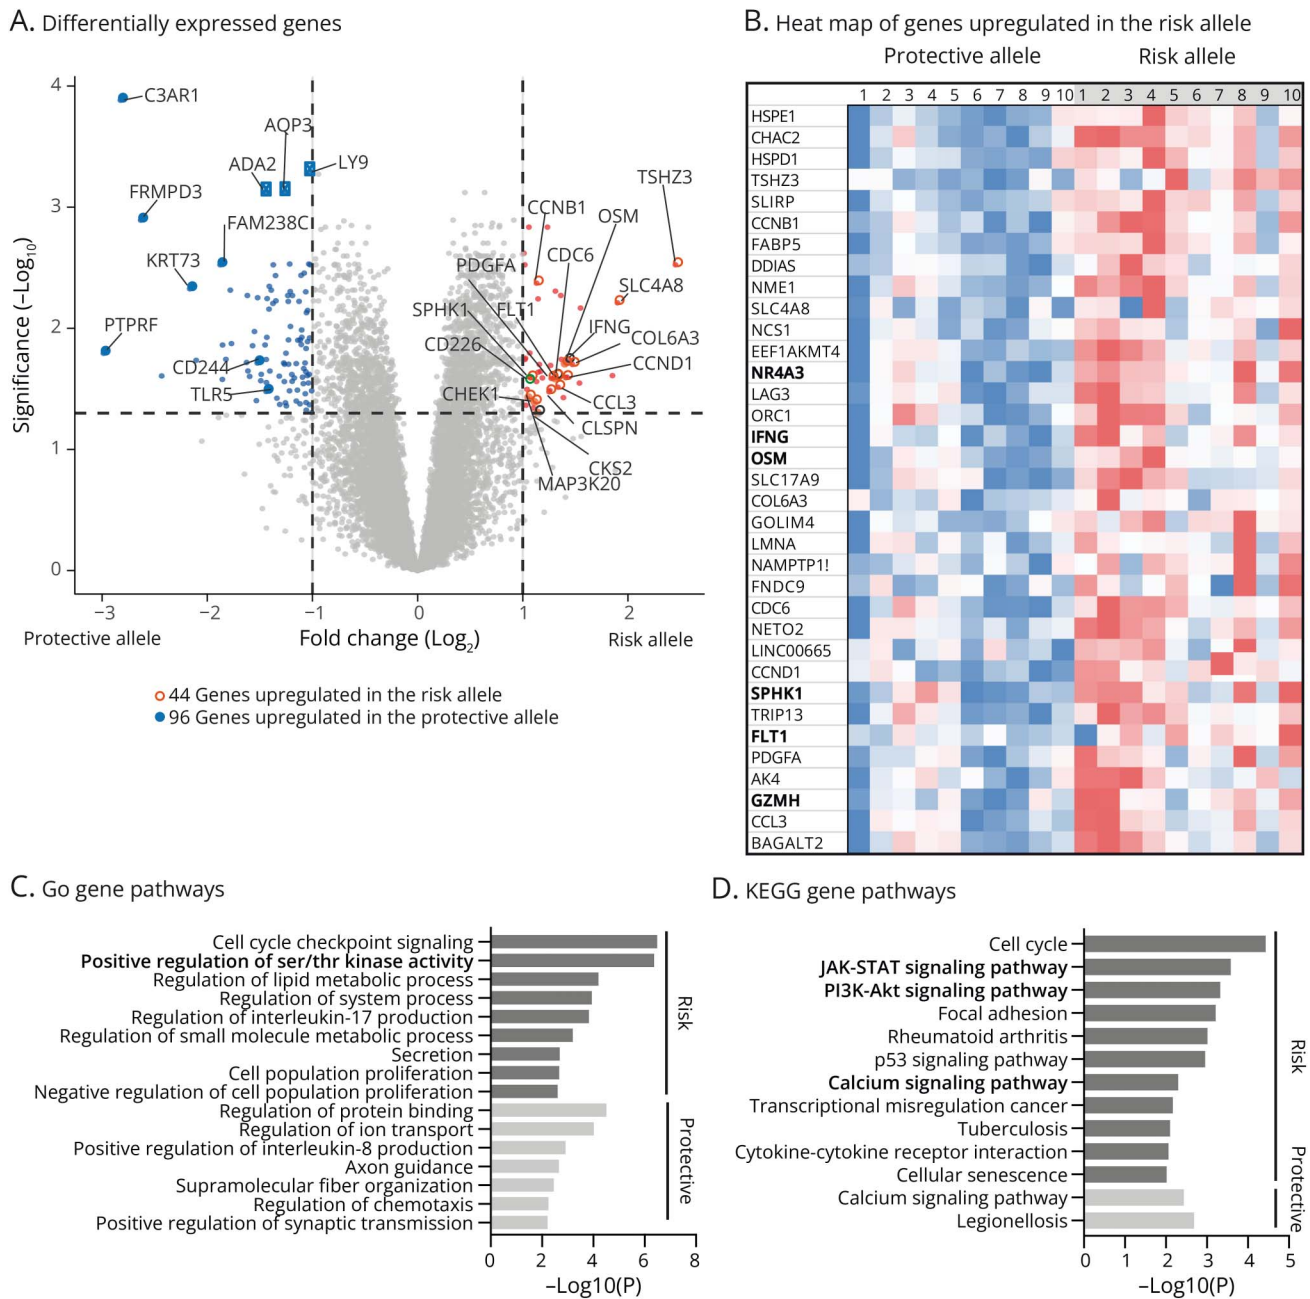 A. Differentially expressed genes
4
3
2
1
0
Significance (–Log10)
C3AR1
AQP3
ADA2
LY9
FRMPD3
FAM238C
KRT73
PTPRF
CD244
TLR5
TSHZ3
CCNB1
OSM
CDC6
PDGFA
SLC4A8
SPHK1
FLT1
IFNG
COL6A3
CD226
CCND1
CHEK1
CCL3
CLSPN
CKS2
MAP3K20
–3 –2 –1 0 1 2
Protective allele Fold change (Log2) Risk allele
44 Genes upregulated in the risk allele
96 Genes upregulated in the protective allele
B. Heat map of genes upregulated in the risk allele
Protective allele Risk allele
1 2 3 4 5 6 7 8 9 10 1 2 3 4 5 6 7 8 9 10
HSPE1
CHAC2
HSPD1
TSHZ3
SLIRP
CCNB1
FABP5
DDIAS
NME1
SLC4A8
NCS1
EEF1AKMT4
NR4A3
LAG3
ORC1
IFNG
OSM
SLC17A9
COL6A3
GOLIM4
LMNA
NAMPTP1!
FNDC9
CDC6
NETO2
LINC00665
CCND1
SPHK1
TRIP13
FLT1
PDGFA
AK4
GZMH
CCL3
BAGALT2
C. Go gene pathways
Cell cycle checkpoint signaling
Positive regulation of ser/thr kinase activity
Regulation of lipid metabolic process
Regulation of system process
Regulation of interleukin-17 production
Regulation of small molecule metabolic process
Secretion
Cell population proliferation
Negative regulation of cell population proliferation
Regulation of protein binding
Regulation of ion transport
Positive regulation of interleukin-8 production
Axon guidance
Supramolecular fiber organization
Regulation of chemotaxis
Positive regulation of synaptic transmission
Risk
Protective
0 2 4 6 8
–Log10(P)
D. KEGG gene pathways
Cell cycle
JAK-STAT signaling pathway
PI3K-Akt signaling pathway
Focal adhesion
Rheumatoid arthritis
p53 signaling pathway
Calcium signaling pathway
Transcriptional misregulation cancer
Tuberculosis
Cytokine-cytokine receptor interaction
Cellular senescence
Calcium signaling pathway
Legionellosis
Risk
Protective
0 1 2 3 4 5
–Log10(P)